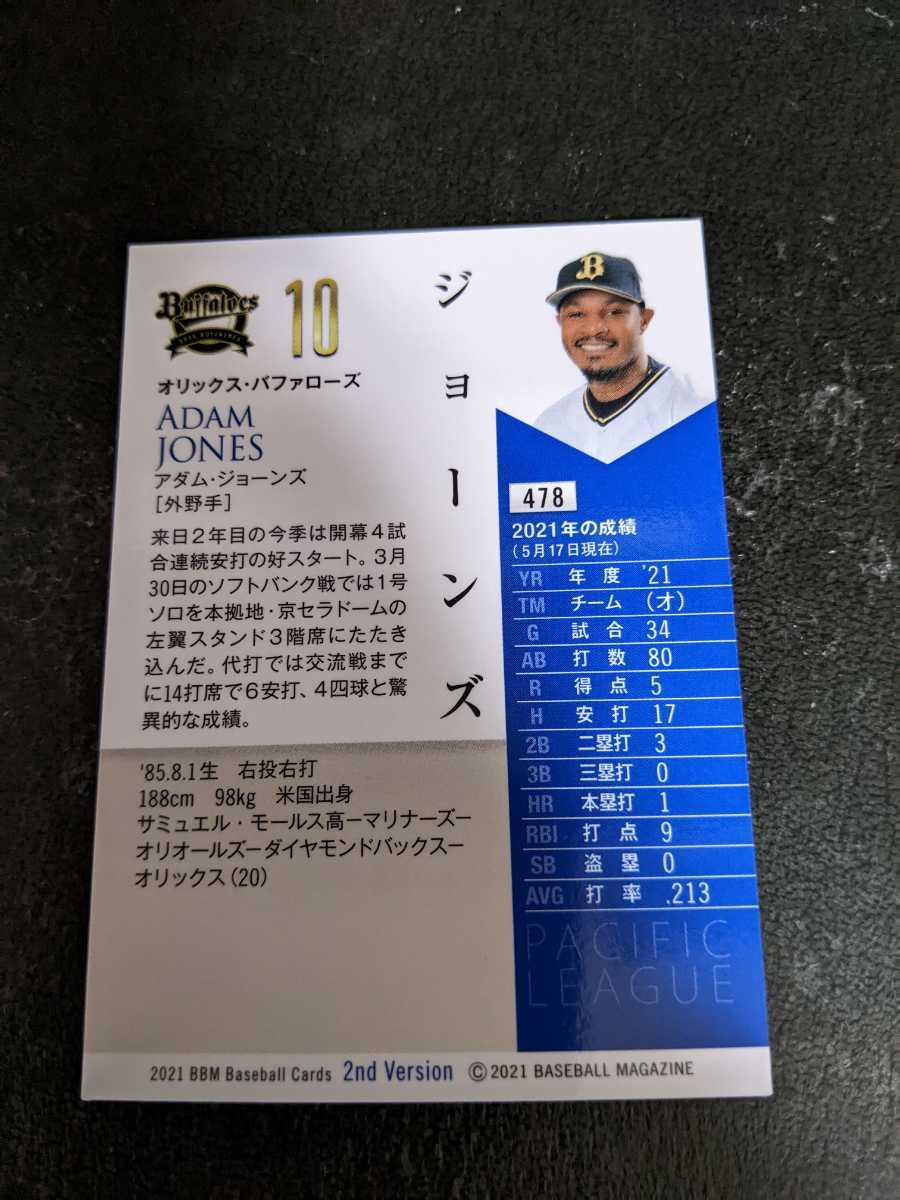 Buffaloes
10
ジョーンズ
B
オリックス・バファローズ
ADAM
JONES
アダム・ジョーンズ
[外野手]
来日2年目の今季は開幕4試
合連続安打の好スタート。3月
30日のソフトバンク戦では1号
ソロを本拠地・京セラドームの
左翼スタンド3階席にたたき
込んだ。代打では交流戦まで
に14打席で6安打、4四球と驚
異的な成績。
'85.8.1生 右投右打
188cm 98kg 米国出身
サミュエル・モールス高ーマリナーズー
オリオールズーダイヤモンドバックスー
オリックス(20)
478
2021年の成績
(5月17日現在)
YR 年度 '21
TM チーム (オ)
G 試合 34
AB 打数 80
R 得点 5
H 安打 17
2B 二塁打 3
3B 三塁打 0
HR 本塁打 1
RBI 打点 9
SB 盗塁 0
AVG 打率 .213
PACIFIC
LEAGUE
2021 BBM Baseball Cards 2nd Version ©2021 BASEBALL MAGAZINE